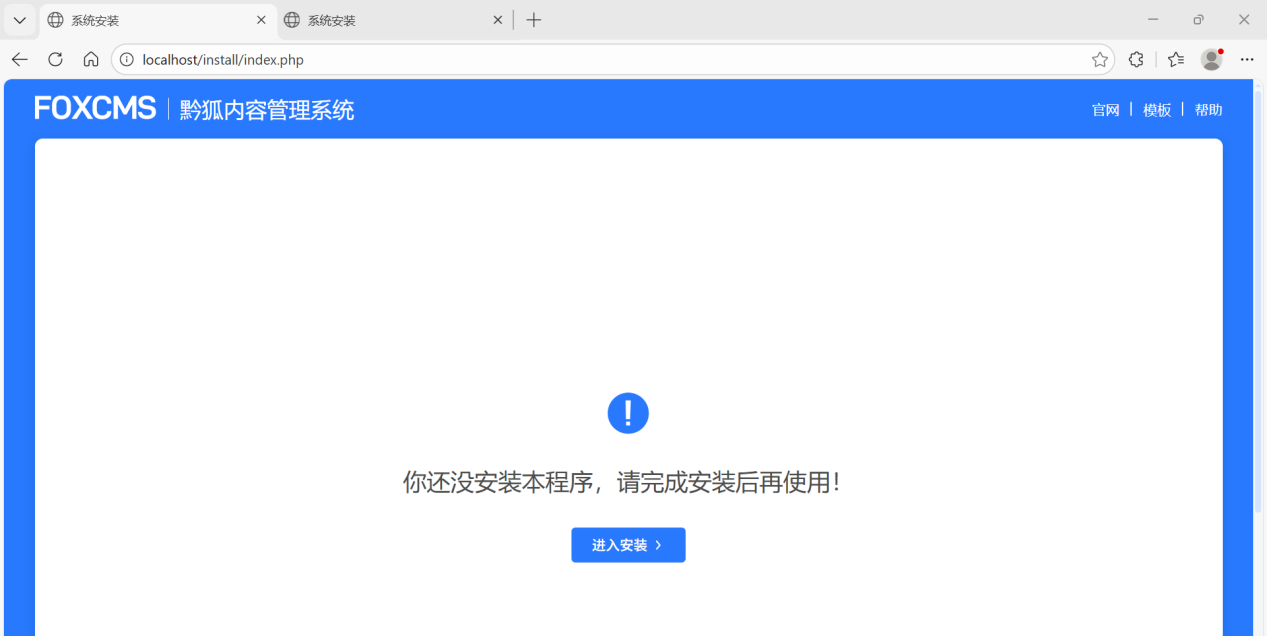 系统安装
系统安装
localhost/install/index.php
FOXCMS 黔狐内容管理系统
官网 | 模板 | 帮助
你还没安装本程序，请完成安装后再使用！
进入安装